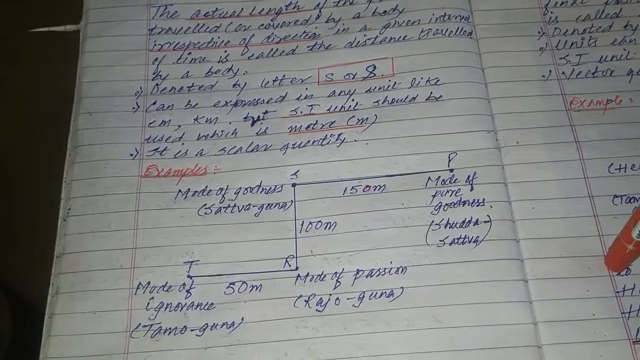 The actual length of the
travelled (or covered) by a body
irrespective of direction in a given interval
of time is called the distance travelled
by a body.
Denoted by letter S or S.
Can be expressed in any unit like
cm, km. but S.I unit should be
used which is metre (m)
It is a scalar quantity.
Examples:-
S
P
150m
Mode of goodness
(Sattva-guna)
Mode of
pure
goodness.
(Shudda-
Sattva)
100m
T
R
50m
Mode of
ignorance
(Tamo-guna)
Mode of passion
(Rajo-guna)
is called
Denoted by
Units
S.I unit
Vector
Example